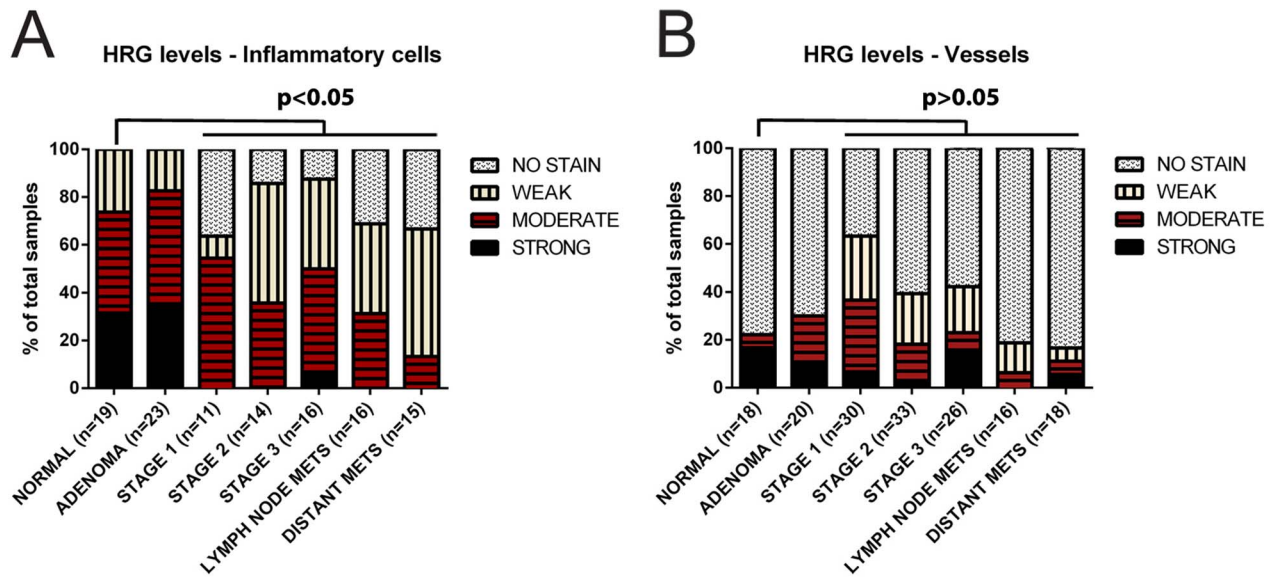 A
HRG levels - Inflammatory cells
p<0.05
% of total samples
100
80
60
40
20
0
NORMAL (n=19)
ADENOMA (n=23)
STAGE 1 (n=11)
STAGE 2 (n=14)
STAGE 3 (n=16)
LYMPH NODE METS (n=16)
DISTANT METS (n=15)
NO STAIN
WEAK
MODERATE
STRONG
B
HRG levels - Vessels
p>0.05
% of total samples
100
80
60
40
20
0
NORMAL (n=18)
ADENOMA (n=20)
STAGE 1 (n=30)
STAGE 2 (n=33)
STAGE 3 (n=26)
LYMPH NODE METS (n=16)
DISTANT METS (n=18)
NO STAIN
WEAK
MODERATE
STRONG